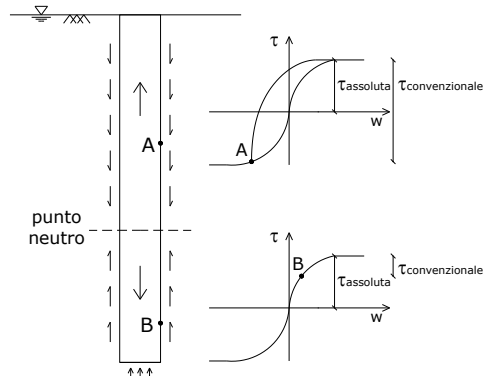 τ
τassoluta
τconvenzionale
w
A
A
punto
neutro
τ
B
τassoluta
τconvenzionale
w
B